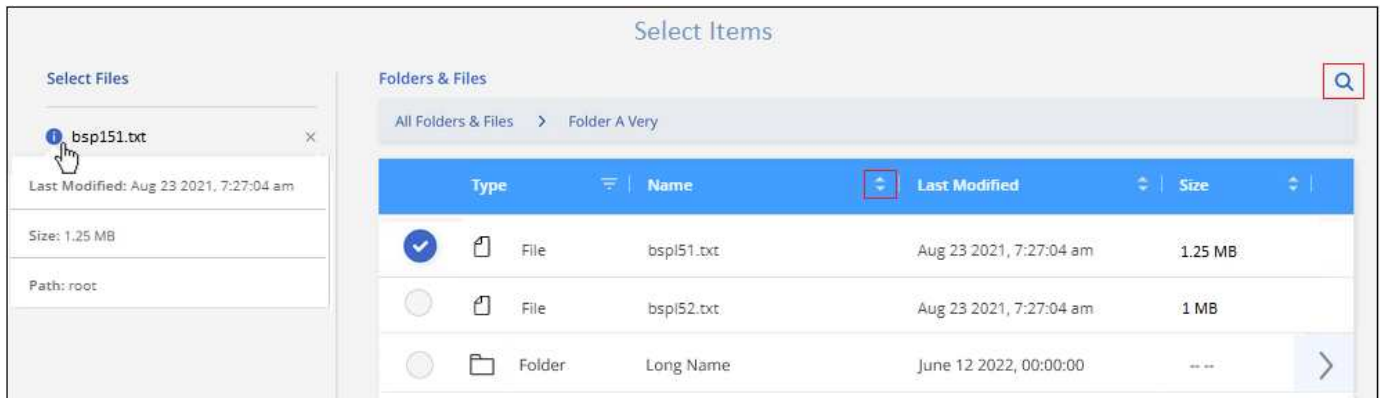 Select Items
Select Files
bsp151.txt
Last Modified: Aug 23 2021, 7:27:04 am
Size: 1.25 MB
Path: root
Folders & Files
All Folders & Files > Folder A Very
Type Name Last Modified Size
File bspl51.txt Aug 23 2021, 7:27:04 am 1.25 MB
File bspl52.txt Aug 23 2021, 7:27:04 am 1 MB
Folder Long Name June 12 2022, 00:00:00 -- --